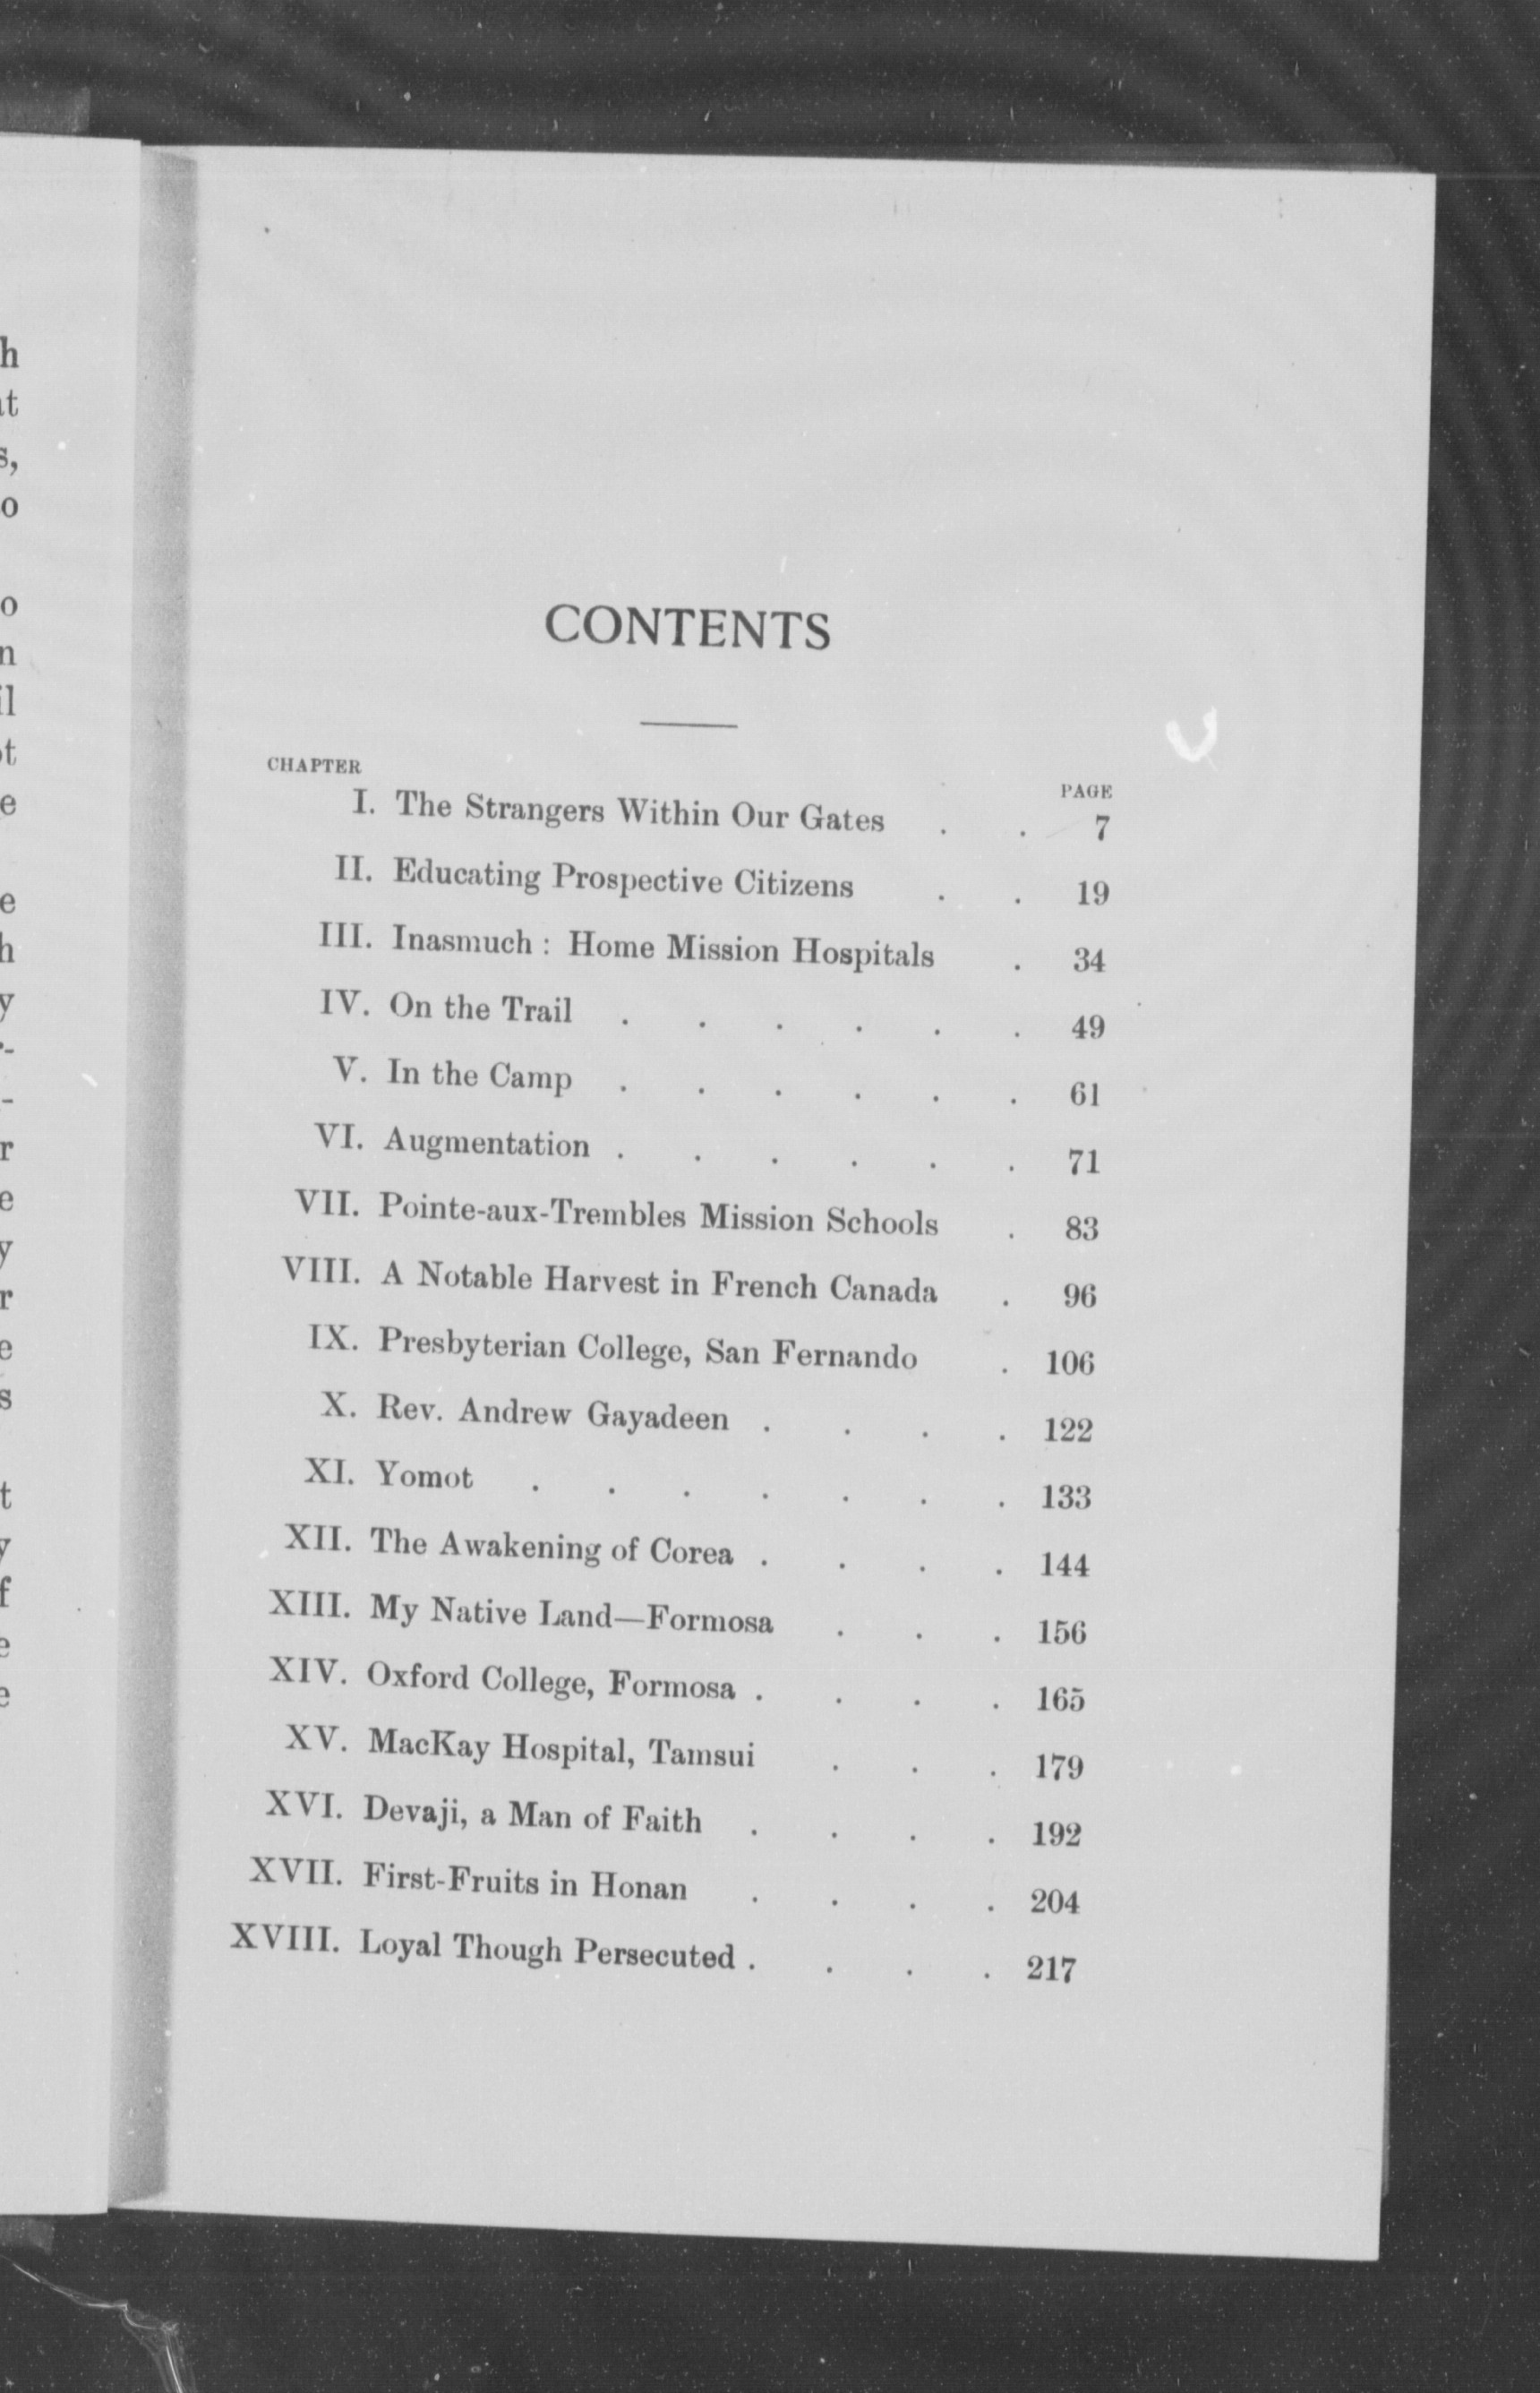 CONTENTS
CHAPTER
PAGE
I. The Strangers Within Our Gates . . 7
II. Educating Prospective Citizens . . 19
III. Inasmuch : Home Mission Hospitals . 34
IV. On the Trail . . . . . . 49
V. In the Camp . . . . . . 61
VI. Augmentation . . . . . . 71
VII. Pointe-aux-Trembles Mission Schools . 83
VIII. A Notable Harvest in French Canada . 96
IX. Presbyterian College, San Fernando . 106
X. Rev. Andrew Gayadeen . . . . 122
XI. Yomot . . . . . . . 133
XII. The Awakening of Corea . . . . 144
XIII. My Native Land—Formosa . . . 156
XIV. Oxford College, Formosa . . . . 165
XV. MacKay Hospital, Tamsui . . . 179
XVI. Devaji, a Man of Faith . . . . 192
XVII. First-Fruits in Honan . . . . 204
XVIII. Loyal Though Persecuted . . . . 217